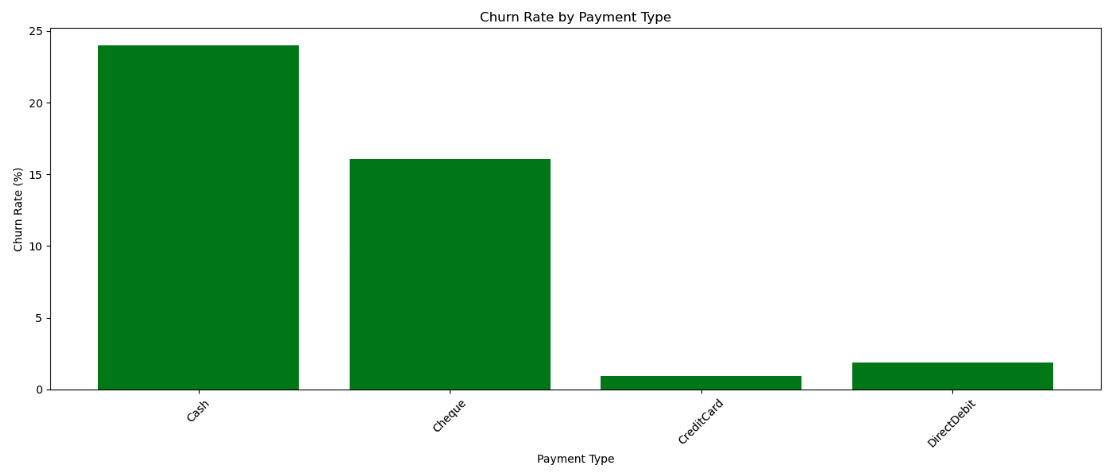 Churn Rate by Payment Type
25
20
15
10
5
0
Churn Rate (%)
Cash
Cheque
CreditCard
DirectDebit
Payment Type